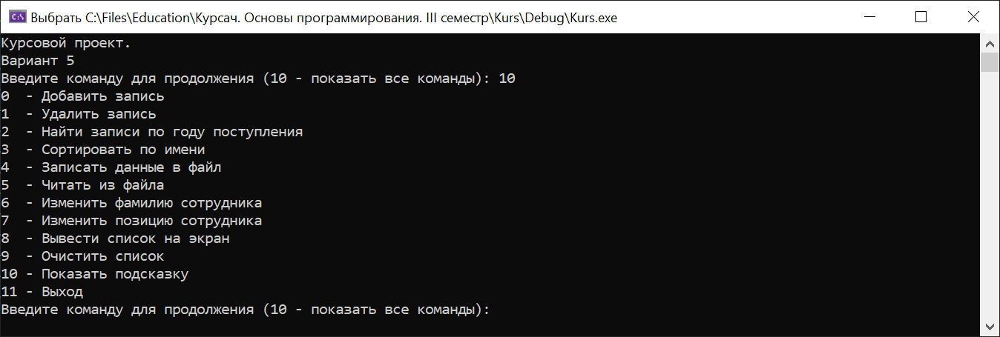 Выбрать C:\Files\Education\Курсач. Основы программирования. III семестр\Kurs\Debug\Kurs.exe
Курсовой проект.
Вариант 5
Введите команду для продолжения (10 - показать все команды): 10
0  - Добавить запись
1  - Удалить запись
2  - Найти записи по году поступления
3  - Сортировать по имени
4  - Записать данные в файл
5  - Читать из файла
6  - Изменить фамилию сотрудника
7  - Изменить позицию сотрудника
8  - Вывести список на экран
9  - Очистить список
10 - Показать подсказку
11 - Выход
Введите команду для продолжения (10 - показать все команды):